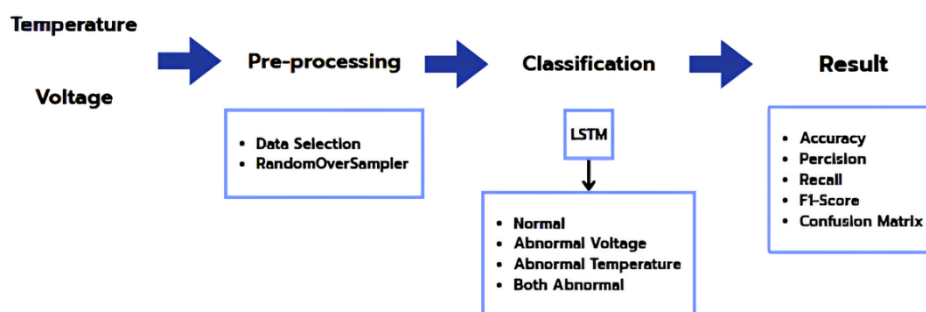 Temperature
Voltage
Pre-processing
• Data Selection
• RandomOverSampler
Classification
LSTM
• Normal
• Abnormal Voltage
• Abnormal Temperature
• Both Abnormal
Result
• Accuracy
• Percision
• Recall
• F1-Score
• Confusion Matrix